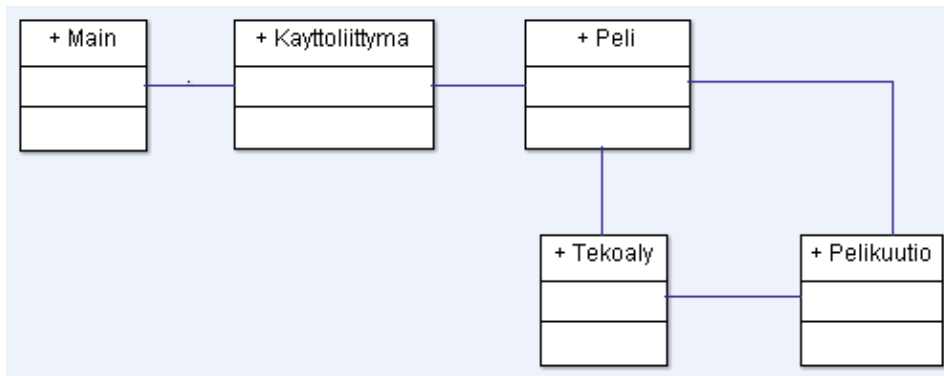 + Main
+ Kayttoliittyma
+ Peli
+ Tekoaly
+ Pelikuutio